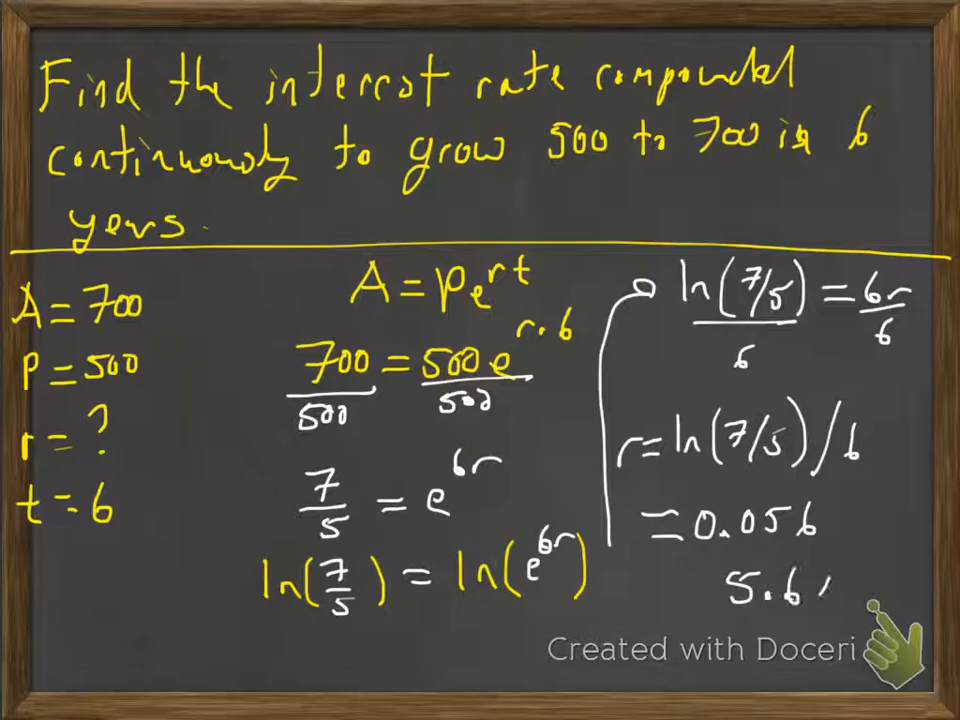 Find the interest rate compounded
continuously to grow 500 to 700 in 6
yers.
A = 700
P = 500
r = ?
t = 6
A = Pe^rt
700 = 500e^r·6
500 500
7/5 = e^6r
ln(7/5) = ln(e^6r)
ln(7/5) = 6r
6 6
r = ln(7/5)/6
= 0.056
5.6
Created with Doceri